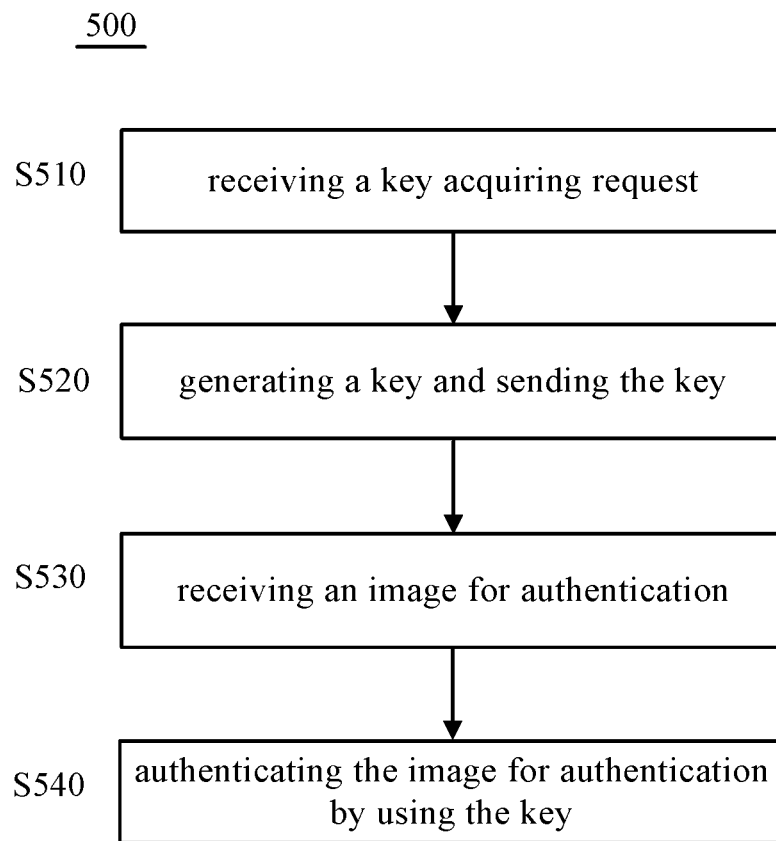 500
S510
receiving a key acquiring request
S520
generating a key and sending the key
S530
receiving an image for authentication
S540
authenticating the image for authentication
by using the key